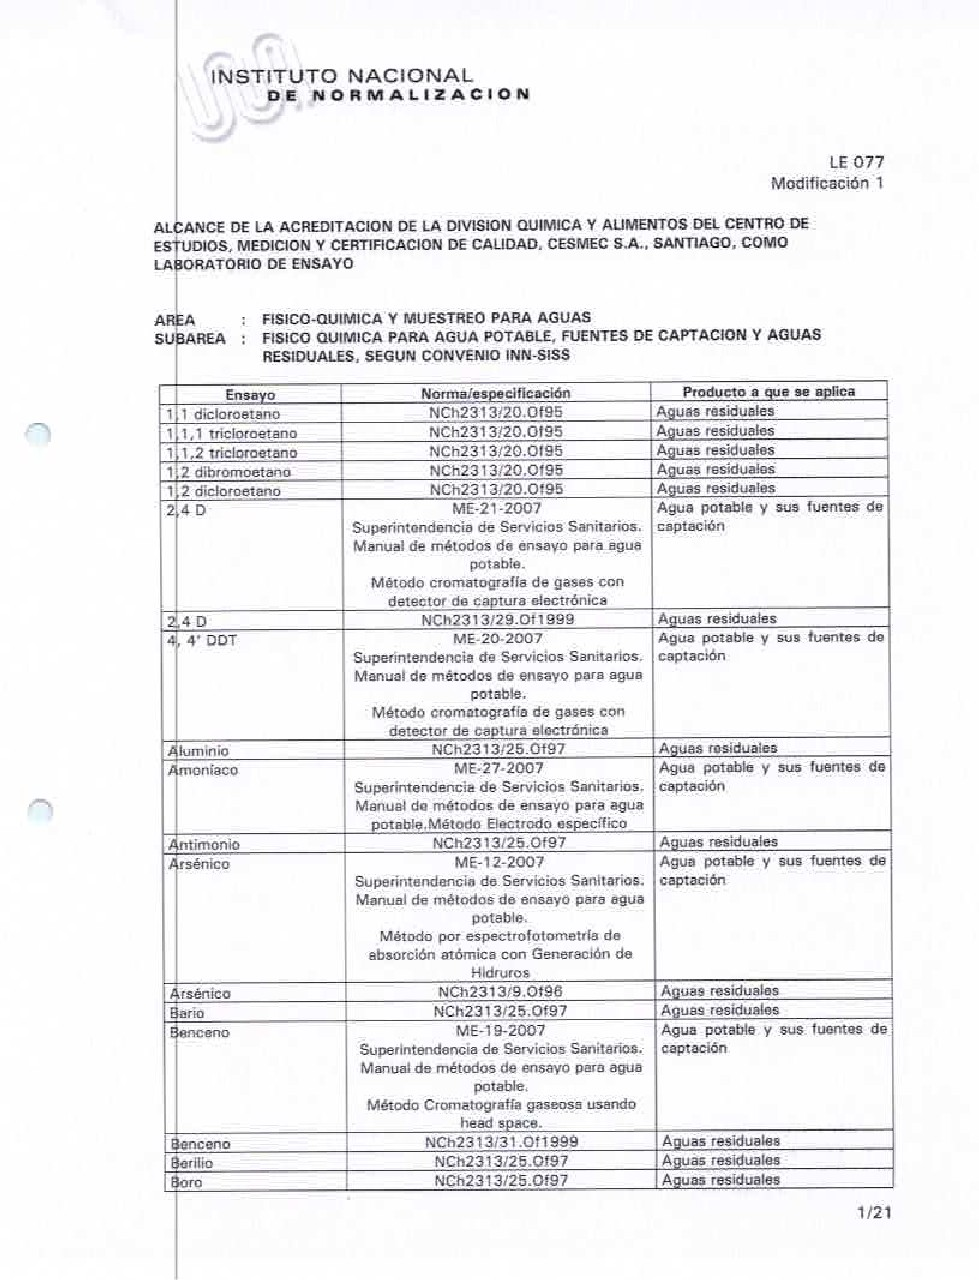 INSTITUTO NACIONAL
DE NORMALIZACION
LE 077
Modificación 1
ALCANCE DE LA ACREDITACION DE LA DIVISION QUIMICA Y ALIMENTOS DEL CENTRO DE
ESTUDIOS, MEDICION Y CERTIFICACION DE CALIDAD, CESMEC S.A., SANTIAGO, COMO
LABORATORIO DE ENSAYO
AREA : FISICO-QUIMICA Y MUESTREO PARA AGUAS
SUBAREA : FISICO QUIMICA PARA AGUA POTABLE, FUENTES DE CAPTACION Y AGUAS
RESIDUALES, SEGUN CONVENIO INN-SISS
Ensayo Norma/especificación Producto a que se aplica
1,1 dicloroetano NCh2313/20.Of95 Aguas residuales
1,1,1 tricloroetano NCh2313/20.Of95 Aguas residuales
1,1,2 tricloroetano NCh2313/20.Of95 Aguas residuales
1,2 dibromoetano NCh2313/20.Of95 Aguas residuales
1,2 dicloroetano NCh2313/20.Of95 Aguas residuales
2,4 D ME-21-2007 Agua potable y sus fuentes de
Superintendencia de Servicios Sanitarios. captación
Manual de métodos de ensayo para agua
potable.
Método cromatografía de gases con
detector de captura electrónica
2,4 D NCh2313/29.Of1999 Aguas residuales
4, 4' DDT ME-20-2007 Agua potable y sus fuentes de
Superintendencia de Servicios Sanitarios. captación
Manual de métodos de ensayo para agua
potable.
Método cromatografía de gases con
detector de captura electrónica
Aluminio NCh2313/25.Of97 Aguas residuales
Amoníaco ME-27-2007 Agua potable y sus fuentes de
Superintendencia de Servicios Sanitarios. captación
Manual de métodos de ensayo para agua
potable.Método Electrodo específico
Antimonio NCh2313/25.Of97 Aguas residuales
Arsénico ME-12-2007 Agua potable y sus fuentes de
Superintendencia de Servicios Sanitarios. captación
Manual de métodos de ensayo para agua
potable.
Método por espectrofotometría de
absorción atómica con Generación de
Hidruros
Arsénico NCh2313/9.Of96 Aguas residuales
Bario NCh2313/25.Of97 Aguas residuales
Benceno ME-19-2007 Agua potable y sus fuentes de
Superintendencia de Servicios Sanitarios. captación
Manual de métodos de ensayo para agua
potable.
Método Cromatografía gaseosa usando
head space.
Benceno NCh2313/31.Of1999 Aguas residuales
Berilio NCh2313/25.Of97 Aguas residuales
Boro NCh2313/25.Of97 Aguas residuales
1/21